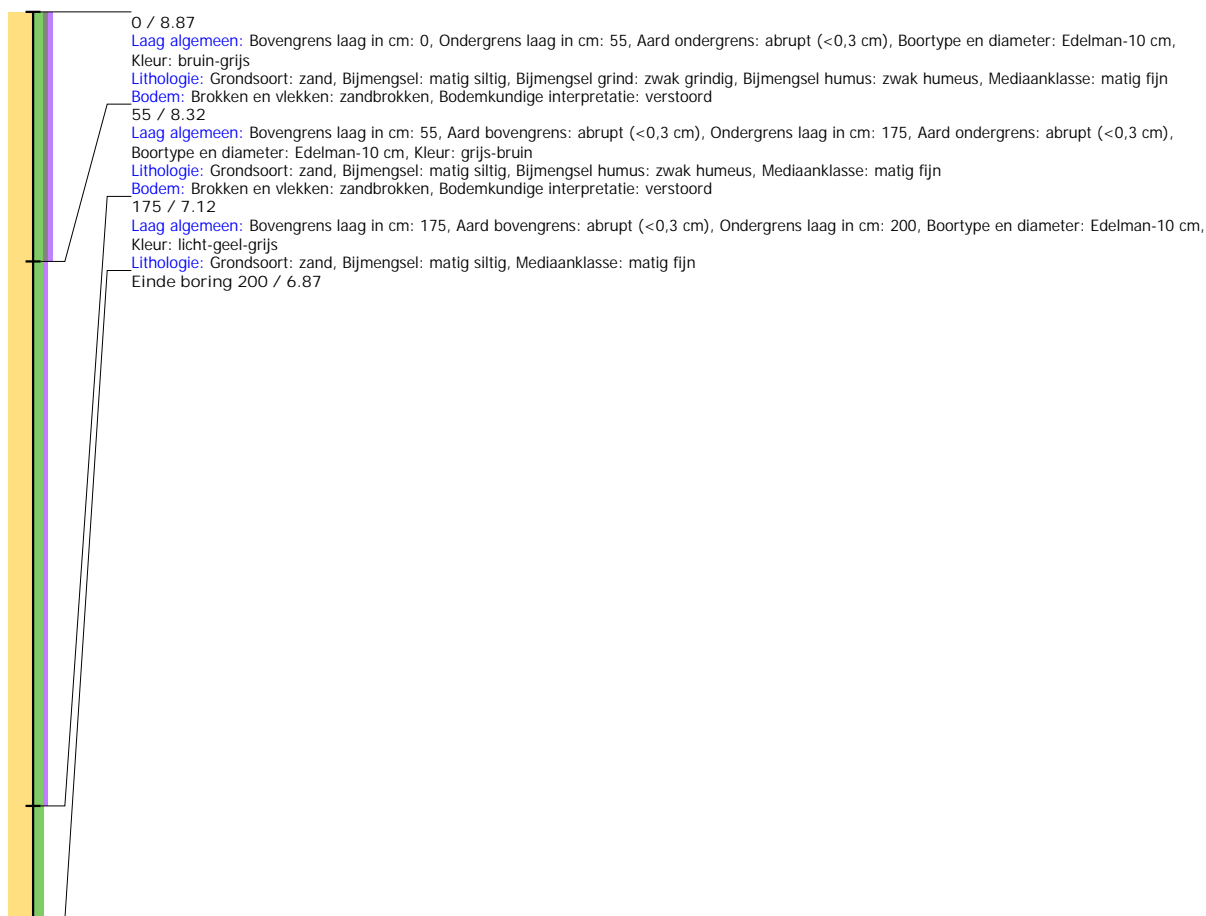 0 / 8.87
Laag algemeen: Bovengrens laag in cm: 0, Ondergrens laag in cm: 55, Aard ondergrens: abrupt (<0,3 cm), Boortype en diameter: Edelman-10 cm,
Kleur: bruin-grijs
Lithologie: Grondsoort: zand, Bijmengsel: matig siltig, Bijmengsel grind: zwak grindig, Bijmengsel humus: zwak humeus, Mediaanklasse: matig fijn
Bodem: Brokken en vlekken: zandbrokken, Bodemkundige interpretatie: verstoord
55 / 8.32
Laag algemeen: Bovengrens laag in cm: 55, Aard bovengrens: abrupt (<0,3 cm), Ondergrens laag in cm: 175, Aard ondergrens: abrupt (<0,3 cm),
Boortype en diameter: Edelman-10 cm, Kleur: grijs-bruin
Lithologie: Grondsoort: zand, Bijmengsel: matig siltig, Bijmengsel humus: zwak humeus, Mediaanklasse: matig fijn
Bodem: Brokken en vlekken: zandbrokken, Bodemkundige interpretatie: verstoord
175 / 7.12
Laag algemeen: Bovengrens laag in cm: 175, Aard bovengrens: abrupt (<0,3 cm), Ondergrens laag in cm: 200, Boortype en diameter: Edelman-10 cm,
Kleur: licht-geel-grijs
Lithologie: Grondsoort: zand, Bijmengsel: matig siltig, Mediaanklasse: matig fijn
Einde boring 200 / 6.87